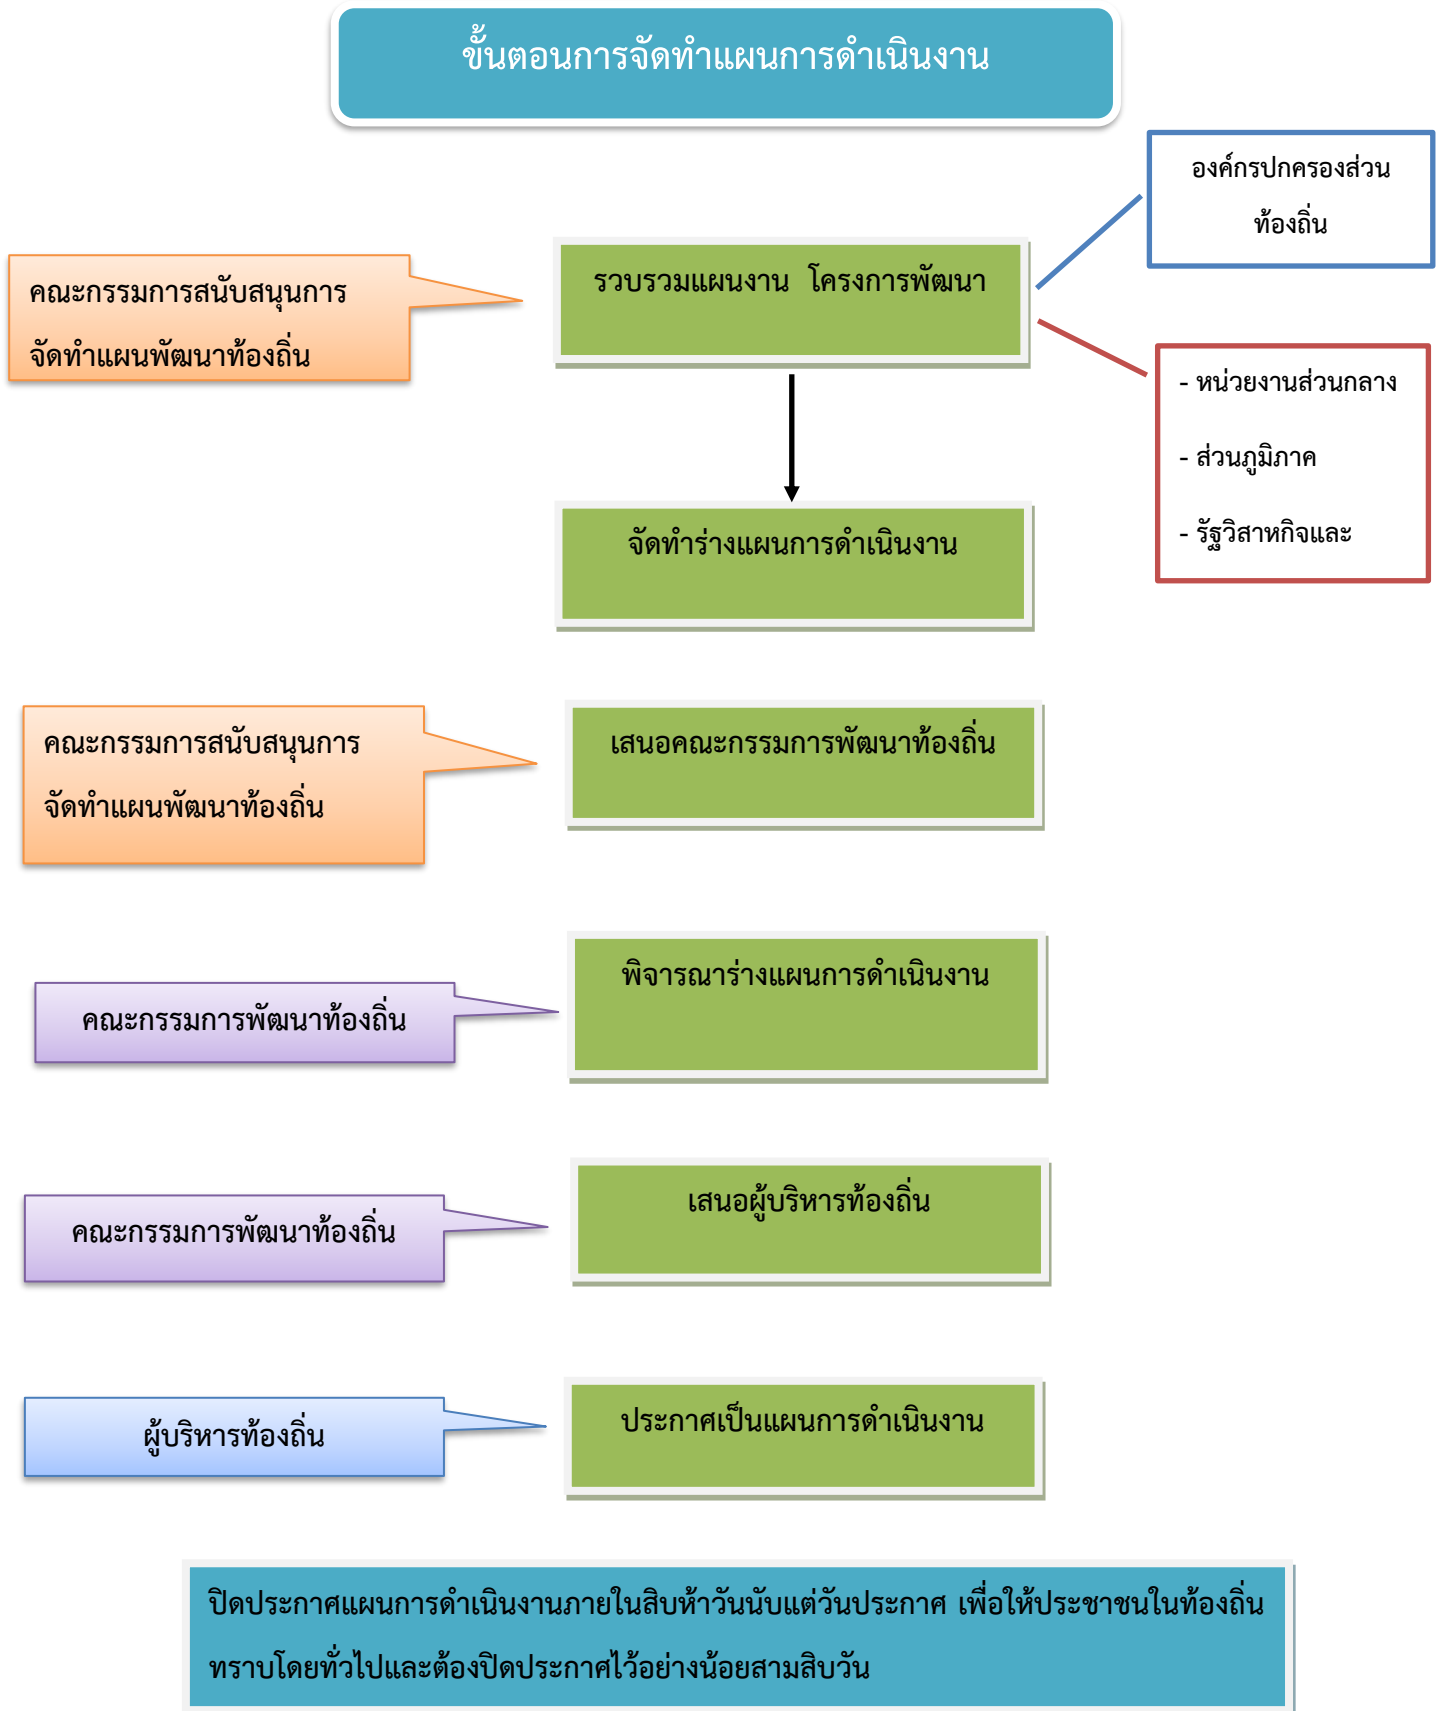 ขั้นตอนการจัดทำแผนการดำเนินงาน
องค์กรปกครองส่วน
ท้องถิ่น
คณะกรรมการสนับสนุนการ
จัดทำแผนพัฒนาท้องถิ่น
รวบรวมแผนงาน โครงการพัฒนา
- หน่วยงานส่วนกลาง
- ส่วนภูมิภาค
- รัฐวิสาหกิจและ
จัดทำร่างแผนการดำเนินงาน
คณะกรรมการสนับสนุนการ
จัดทำแผนพัฒนาท้องถิ่น
เสนอคณะกรรมการพัฒนาท้องถิ่น
คณะกรรมการพัฒนาท้องถิ่น
พิจารณาร่างแผนการดำเนินงาน
คณะกรรมการพัฒนาท้องถิ่น
เสนอผู้บริหารท้องถิ่น
ผู้บริหารท้องถิ่น
ประกาศเป็นแผนการดำเนินงาน
ปิดประกาศแผนการดำเนินงานภายในสิบห้าวันนับแต่วันประกาศ เพื่อให้ประชาชนในท้องถิ่น
ทราบโดยทั่วไปและต้องปิดประกาศไว้อย่างน้อยสามสิบวัน